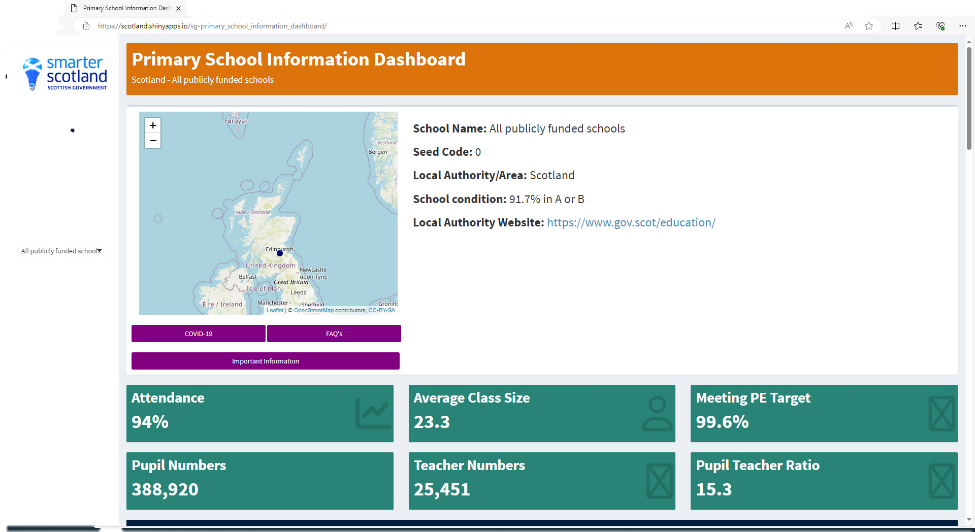 Primary School Information Dash
https://scotland.shinyapps.io/sg-primary_school_information_dashboard/
smarter
scotland
SCOTTISH GOVERNMENT
All publicly funded schools
Primary School Information Dashboard
Scotland - All publicly funded schools
+
−
Føroyar
Bergen
Alba / Scotland
Edinburgh
United Kingdom
Newcastle
upon Tyne
Belfast
Great Britain
Isle of Man
Leeds
Manchester
Sheffield
Éire / Ireland
Groning
Leaflet | © OpenStreetMap contributors, CC-BY-SA
School Name: All publicly funded schools
Seed Code: 0
Local Authority/Area: Scotland
School condition: 91.7% in A or B
Local Authority Website: https://www.gov.scot/education/
COVID-19
FAQ's
Important Information
Attendance
94%
Average Class Size
23.3
Meeting PE Target
99.6%
Pupil Numbers
388,920
Teacher Numbers
25,451
Pupil Teacher Ratio
15.3